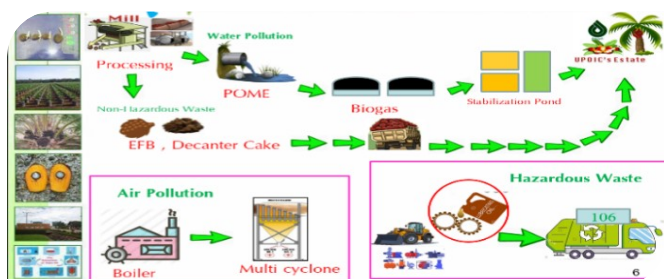 Mill
Processing
Water Pollution
POME
Biogas
Stabilization Pond
UPOIC's Estate
Non-Hazardous Waste
EFB , Decanter Cake
Air Pollution
Boiler
Multi cyclone
Hazardous Waste
106
6